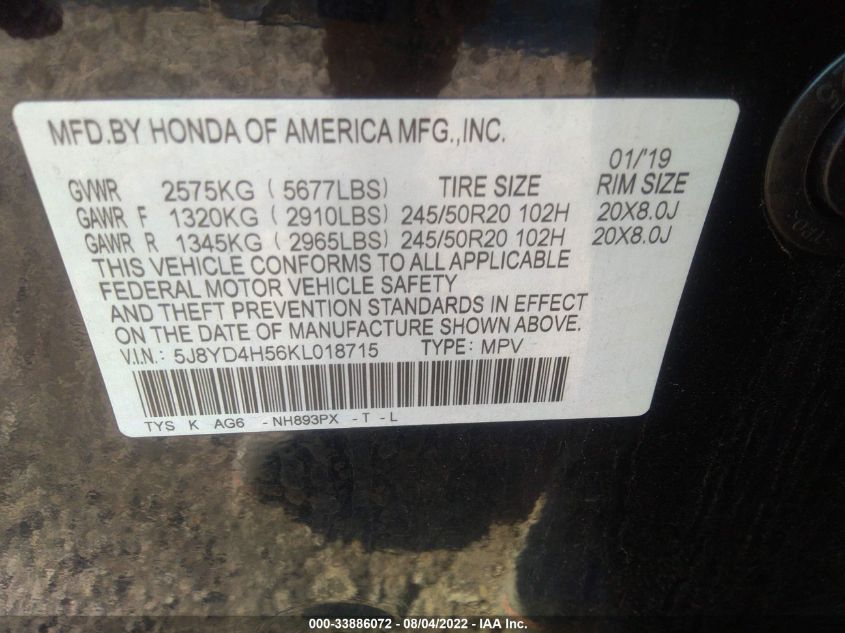 MFD.BY HONDA OF AMERICA MFG.,INC.
01/'19
GVWR 2575KG ( 5677LBS) TIRE SIZE RIM SIZE
GAWR F 1320KG ( 2910LBS) 245/50R20 102H 20X8.0J
GAWR R 1345KG ( 2965LBS) 245/50R20 102H 20X8.0J
THIS VEHICLE CONFORMS TO ALL APPLICABLE
FEDERAL MOTOR VEHICLE SAFETY
AND THEFT PREVENTION STANDARDS IN EFFECT
ON THE DATE OF MANUFACTURE SHOWN ABOVE.
V.I.N.: 5J8YD4H56KL018715 TYPE: MPV
TYS K AG6 -NH893PX -T -L
000-33886072 - 08/04/2022 - IAA Inc.